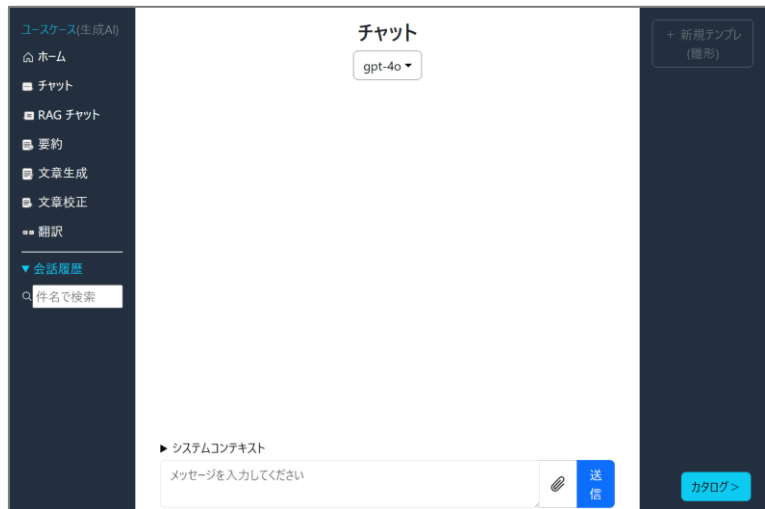 ユースケース(生成AI)
ホーム
チャット
RAG チャット
要約
文章生成
文章校正
翻訳
▼会話履歴
件名で検索
チャット
gpt-4o
▶ システムコンテキスト
メッセージを入力してください
送
信
+ 新規テンプレ
(雛形)
カタログ>